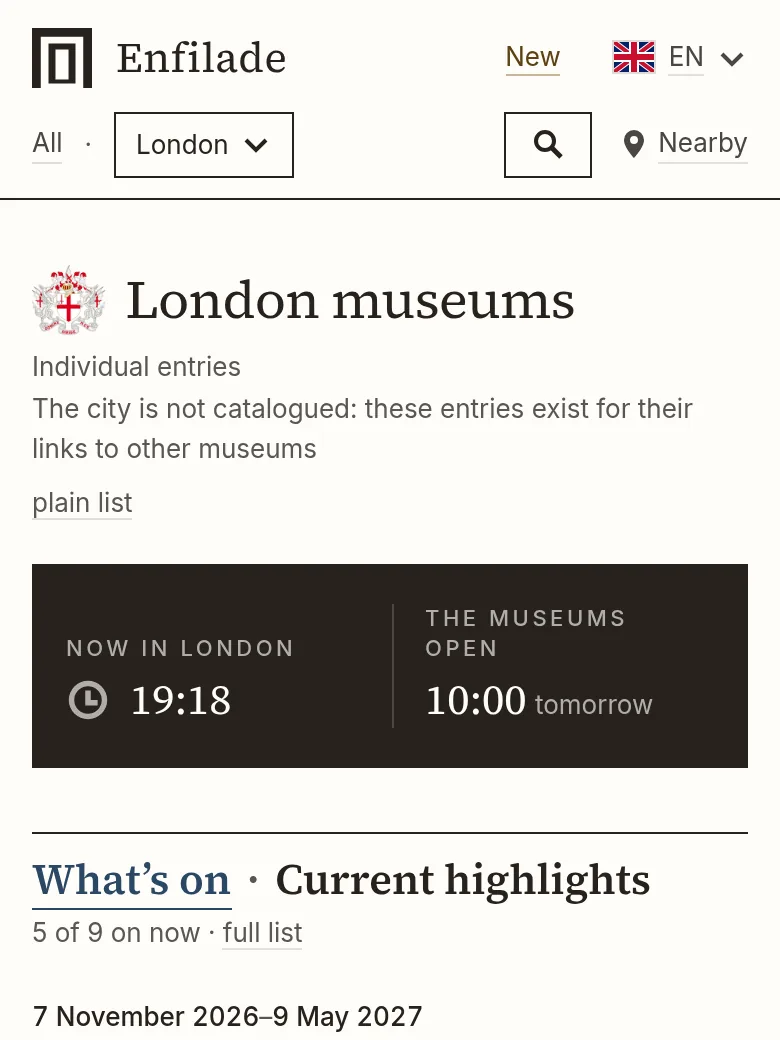 Enfilade
New
EN
All · London
Nearby
London museums
Individual entries
The city is not catalogued: these entries exist for their
links to other museums
plain list
NOW IN LONDON
19:18
THE MUSEUMS
OPEN
10:00 tomorrow
What’s on · Current highlights
5 of 9 on now · full list
7 November 2026–9 May 2027